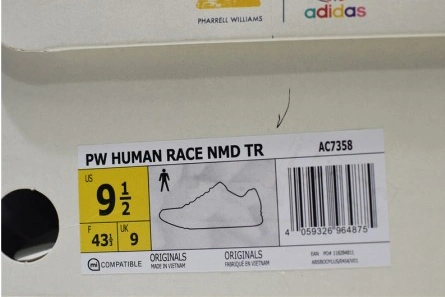 PHARRELL WILLIAMS
adidas
PW HUMAN RACE NMD TR
AC7358
US
9 1/2
F
43 1/3
UK
9
mi COMPATIBLE
ORIGINALS
MADE IN VIETNAM
ORIGINALS
FABRIQUÉ EN VIETNAM
4 059326 964875